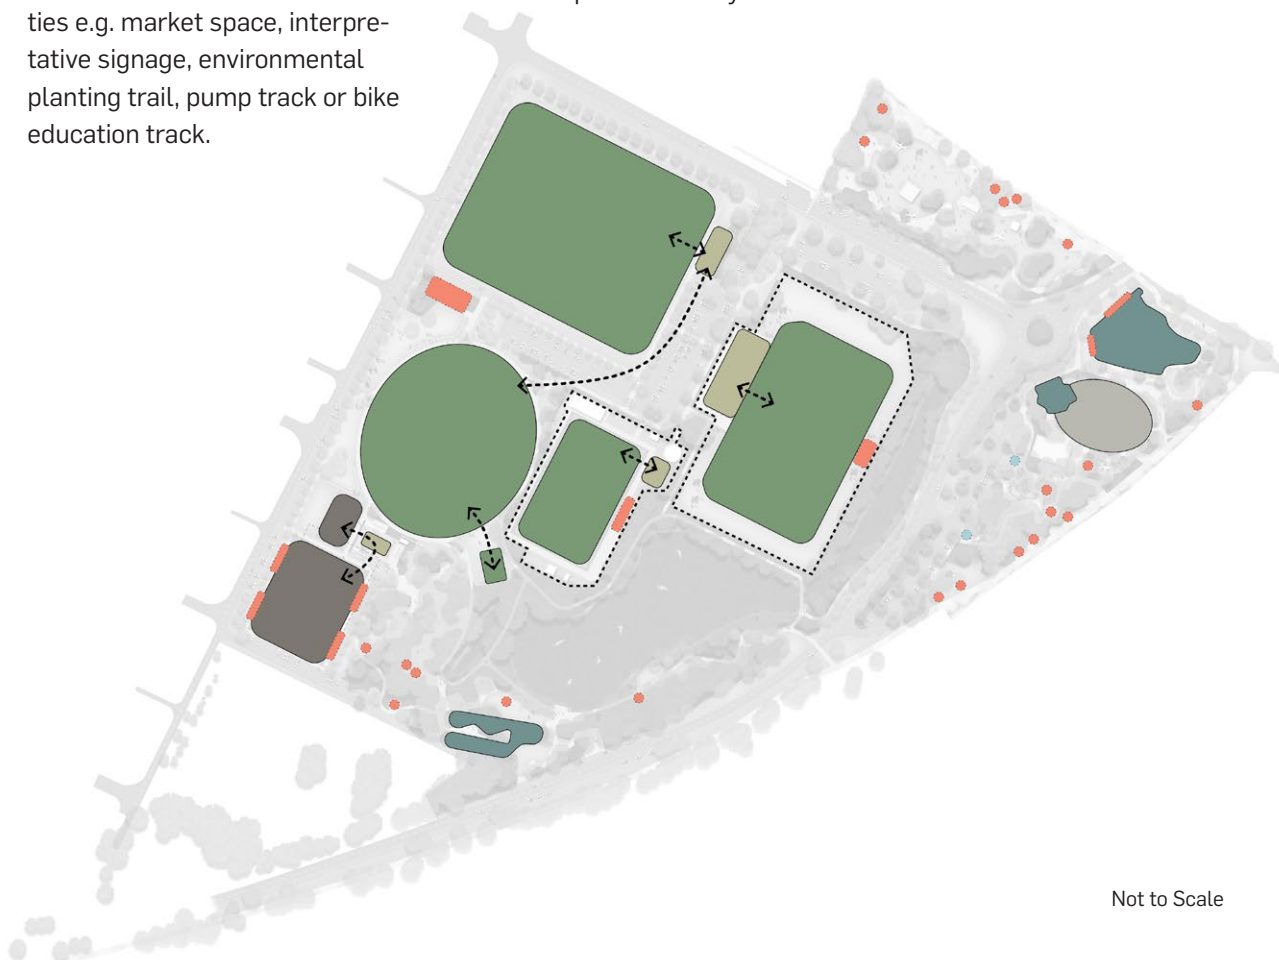 ties e.g. market space, interpre-
tative signage, environmental
planting trail, pump track or bike
education track.
Not to Scale